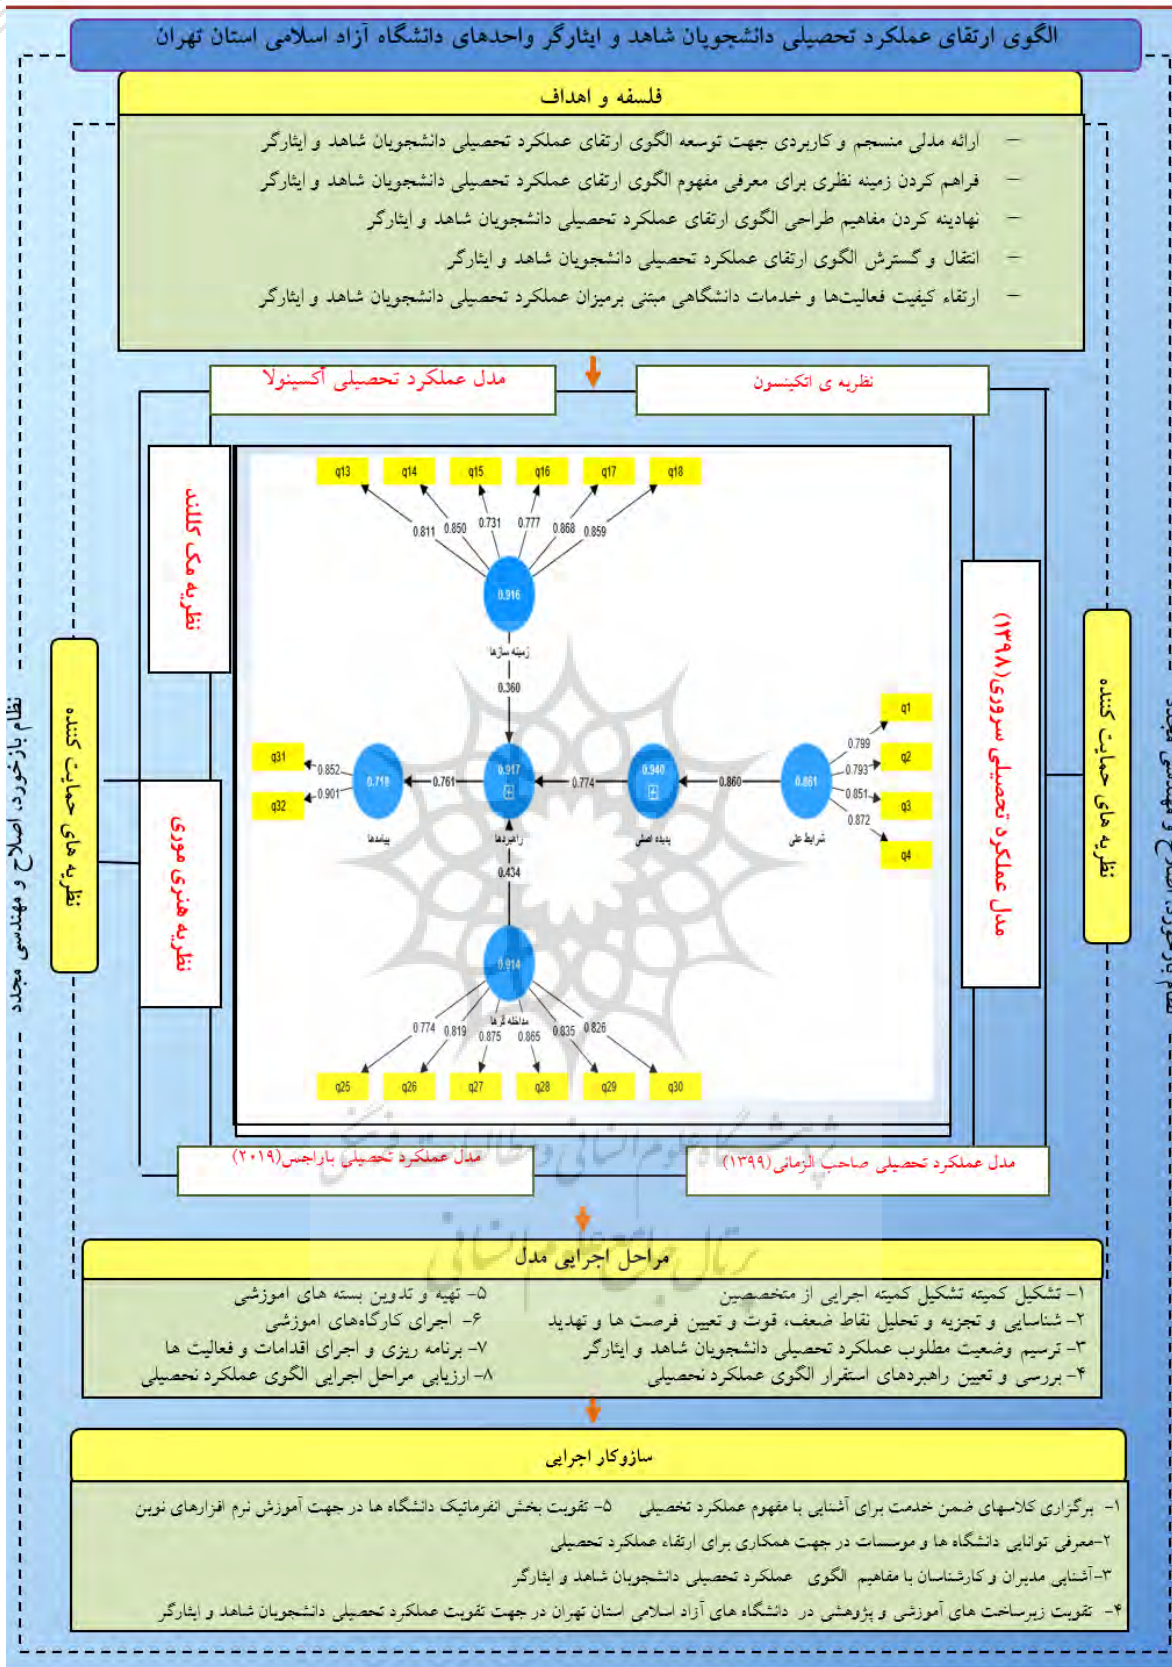 الگوی ارتقای عملکرد تحصیلی دانشجویان شاهد و ایثارگر واحدهای دانشگاه آزاد اسلامی استان تهران
فلسفه و اهداف
– ارائه مدلی منسجم و کاربردی جهت توسعه الگوی ارتقای عملکرد تحصیلی دانشجویان شاهد و ایثارگر
– فراهم کردن زمینه نظری برای معرفی مفهوم الگوی ارتقای عملکرد تحصیلی دانشجویان شاهد و ایثارگر
– نهادینه کردن مفاهیم طراحی الگوی ارتقای عملکرد تحصیلی دانشجویان شاهد و ایثارگر
– انتقال و گسترش الگوی ارتقای عملکرد تحصیلی دانشجویان شاهد و ایثارگر
– ارتقاء کیفیت فعالیت‌ها و خدمات دانشگاهی مبتنی برمیزان عملکرد تحصیلی دانشجویان شاهد و ایثارگر
نظریه ی اتکینسون
مدل عملکرد تحصیلی آکسینولا
نظریه مک کللند
نظریه هنری موری
مدل عملکرد تحصیلی سروری(۱۳۹۸)
نظریه های حمایت کننده
نظریه های حمایت کننده
نظام بازخورد، اصلاح و مهندسی مجدد
q13 q14 q15 q16 q17 q18
0.811 0.850 0.731 0.777 0.868 0.859
0.916
زمینه سازها
0.360
q1
q2
q3
q4
0.799
0.793
0.851
0.872
0.861
شرایط علی
0.860
0.940
پدیده اصلی
0.774
0.917
راهبردها
0.761
0.718
پیامدها
0.852
0.901
q31
q32
0.434
0.914
مداخله گرها
0.774 0.819 0.875 0.865 0.835 0.826
q25 q26 q27 q28 q29 q30
مدل عملکرد تحصیلی صاحب الزمانی(۱۳۹۹)
مدل عملکرد تحصیلی باراجس(۲۰۱۹)
پژوهشگاه علوم انسانی و مطالعات فرهنگی
پرتال جامع علوم انسانی
مراحل اجرایی مدل
۱- تشکیل کمیته تشکیل کمیته اجرایی از متخصصین
۲- شناسایی و تجزیه و تحلیل نقاط ضعف، قوت و تعیین فرصت ها و تهدید
۳- ترسیم وضعیت مطلوب عملکرد تحصیلی دانشجویان شاهد و ایثارگر
۴- بررسی و تعیین راهبردهای استقرار الگوی عملکرد تحصیلی
۵- تهیه و تدوین بسته های اموزشی
۶- اجرای کارگاه‌های اموزشی
۷- برنامه ریزی و اجرای اقدامات و فعالیت ها
۸- ارزیابی مراحل اجرایی الگوی عملکرد تحصیلی
سازوکار اجرایی
۱- برگزاری کلاسهای ضمن خدمت برای آشنایی با مفهوم عملکرد تخصیلی ۵- تقویت بخش انفرماتیک دانشگاه ها در جهت آموزش نرم افزارهای نوین
۲-معرفی توانایی دانشگاه ها و موسسات در جهت همکاری برای ارتقاء عملکرد تحصیلی
۳-آشنایی مدیران و کارشناسان با مفاهیم الگوی عملکرد تحصیلی دانشجویان شاهد و ایثارگر
۴- تقویت زیرساخت های آموزشی و پژوهشی در دانشگاه های آزاد اسلامی استان تهران در جهت تقویت عملکرد تحصیلی دانشجویان شاهد و ایثارگر